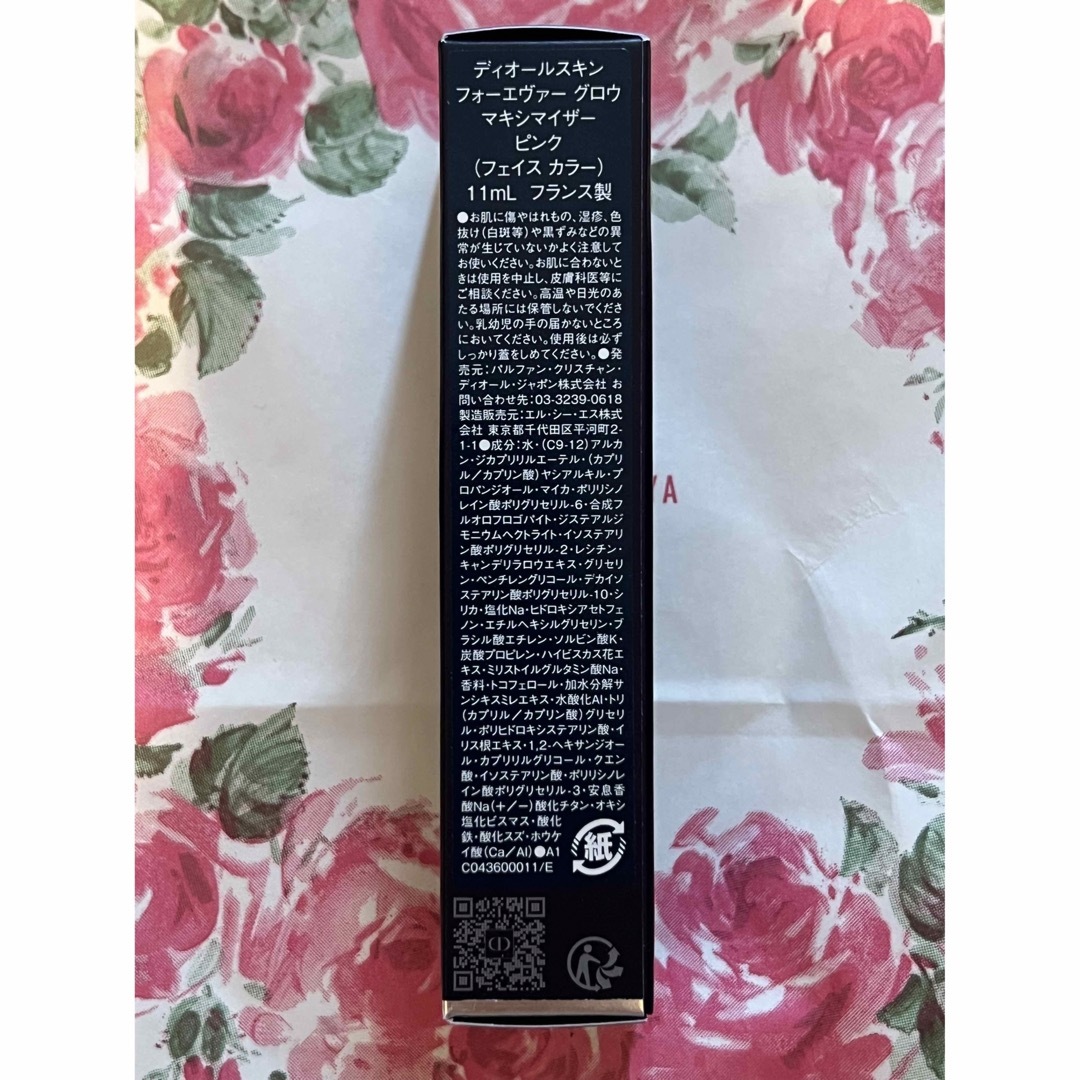 ディオールスキン
フォーエヴァー グロウ
マキシマイザー
ピンク
(フェイス カラー)
11mL フランス製
●お肌に傷やはれもの、湿疹、色
抜け(白斑等)や黒ずみなどの異
常が生じていないかよく注意して
お使いください。お肌に合わないと
きは使用を中止し、皮膚科医等に
ご相談ください。高温や日光のあ
たる場所には保管しないでくださ
い。乳幼児の手の届かないところ
においてください。使用後は必ず
しっかり蓋をしめてください。●発
売元:パルファン・クリスチャン・
ディオール・ジャポン株式会社 お
問い合わせ先:03-3239-0618
製造販売元:エル・シー・エス株式
会社 東京都千代田区平河町2-
1-1●成分:水・(C9-12)アルカ
ン・ジカプリリルエーテル・(カプリ
ル/カプリン酸)ヤシアルキル・プ
ロパンジオール・マイカ・ポリリシノ
レイン酸ポリグリセリル-6・合成フ
ルオロフロゴパイト・ジステアルジ
モニウムヘクトライト・イソステアリ
ン酸ポリグリセリル-2・レシチン・
キャンデリラロウエキス・グリセリ
ン・ペンチレングリコール・デカイソ
ステアリン酸ポリグリセリル-10・シ
リカ・塩化Na・ヒドロキシアセトフェ
ノン・エチルヘキシルグリセリン・ブ
ラシル酸エチレン・ソルビン酸K・
炭酸プロピレン・ハイビスカス花エ
キス・ミリストイルグルタミン酸Na・
香料・トコフェロール・加水分解サ
ンシキスミレエキス・水酸化Al・トリ
(カプリル/カプリン酸)グリセリ
ル・ポリヒドロキシステアリン酸・イ
リス根エキス・1,2-ヘキサンジオー
ル・カプリリルグリコール・クエン
酸・イソステアリン酸・ポリリシノレ
イン酸ポリグリセリル-3・安息香
酸Na(+/-)酸化チタン・オキシ
塩化ビスマス・酸化
鉄・酸化スズ・ホウケ
イ酸(Ca/Al)●A1
C043600011/E
紙
YA